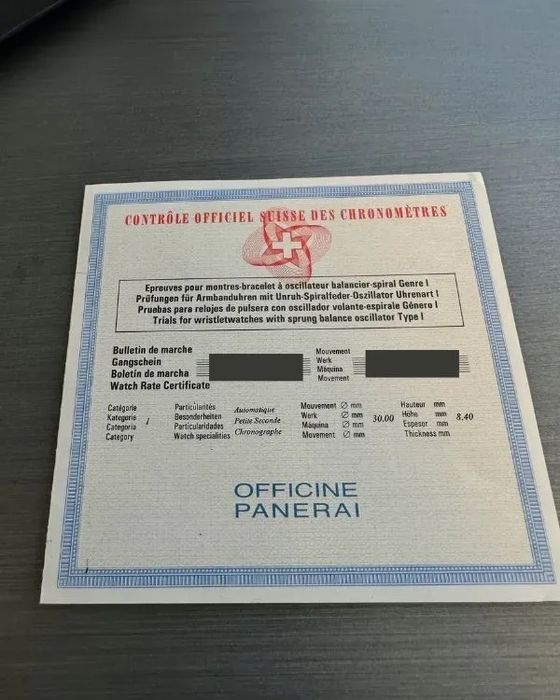 CONTRÔLE OFFICIEL SUISSE DES CHRONOMÈTRES
Epreuves pour montres-bracelet à oscillateur balancier-spiral Genre I
Prüfungen für Armbanduhren mit Unruh-Spiralfeder-Oszillator Uhrenart I
Pruebas para relojes de pulsera con oscillador volante-espirale Género I
Trials for wristletwatches with sprung balance oscillator Type I
Bulletin de marche
Gangschein
Boletín de marcha
Watch Rate Certificate
Mouvement
Werk
Máquina
Movement
Catégorie
Kategorie
Categoría
Category
1
Particularités
Besonderheiten
Particularidades
Watch specialities
Automatique
Petite Seconde
Chronographe
Mouvement ∅ mm
Werk ∅ mm
Máquina ∅ mm
Movement ∅ mm
30.00
Hauteur mm
Höhe mm
Espesor mm
Thickness mm
8.40
OFFICINE
PANERAI